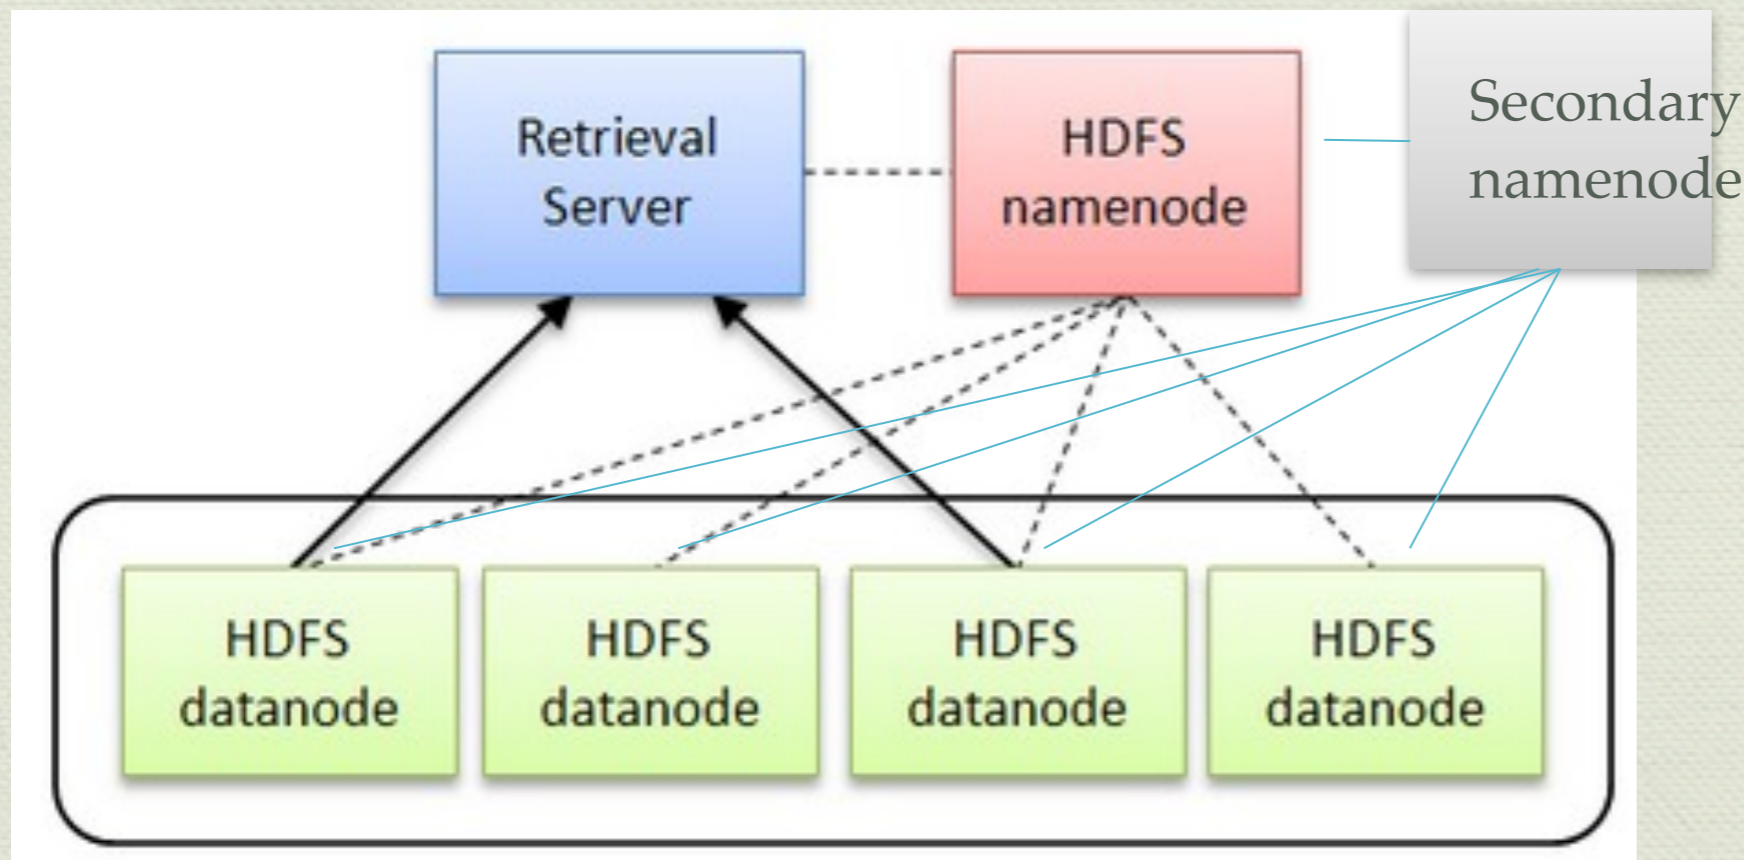 Retrieval
Server
HDFS
namenode
Secondary
namenode
HDFS
datanode
HDFS
datanode
HDFS
datanode
HDFS
datanode